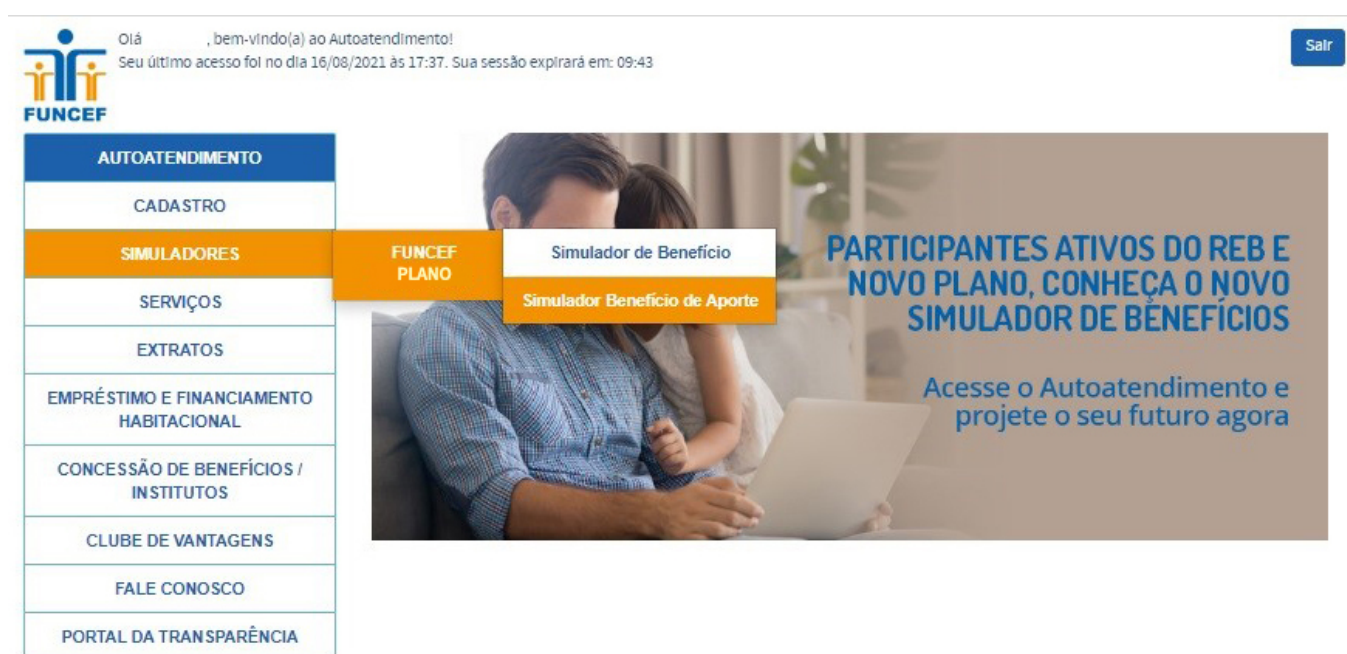 Olá , bem-vindo(a) ao Autoatendimento!
Seu último acesso foi no dia 16/08/2021 às 17:37. Sua sessão expirará em: 09:43
Sair
FUNCEF
AUTOATENDIMENTO
CADASTRO
SIMULADORES
SERVIÇOS
EXTRATOS
EMPRÉSTIMO E FINANCIAMENTO
HABITACIONAL
CONCESSÃO DE BENEFÍCIOS /
INSTITUTOS
CLUBE DE VANTAGENS
FALE CONOSCO
PORTAL DA TRANSPARÊNCIA
FUNCEF
PLANO
Simulador de Benefício
Simulador Benefício de Aporte
PARTICIPANTES ATIVOS DO REB E
NOVO PLANO, CONHEÇA O NOVO
SIMULADOR DE BENEFÍCIOS
Acesse o Autoatendimento e
projete o seu futuro agora